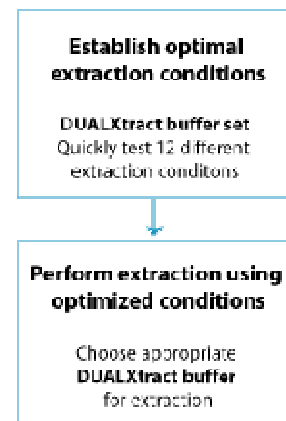 Establish optimal
extraction conditions
DUALXtract buffer set
Quickly test 12 different
extraction conditons
Perform extraction using
optimized conditions
Choose appropriate
DUALXtract buffer
for extraction